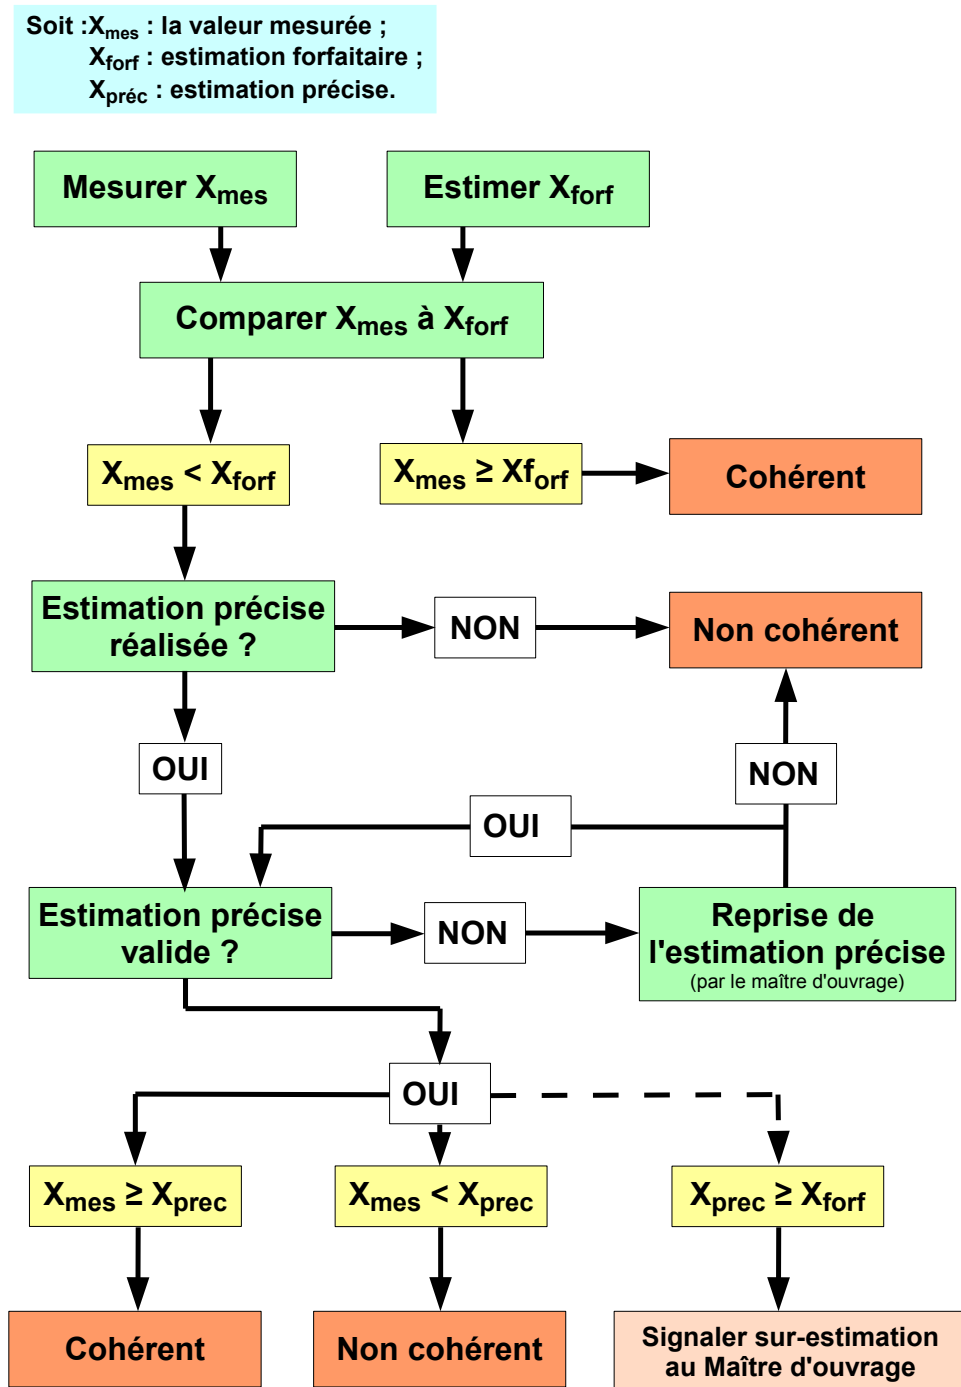 Soit :Xmes : la valeur mesurée ;
Xforf : estimation forfaitaire ;
Xpréc : estimation précise.
Mesurer Xmes
Estimer Xforf
Comparer Xmes à Xforf
Xmes < Xforf
Xmes ≥ Xforf
Cohérent
Estimation précise
réalisée ?
NON
Non cohérent
OUI
NON
OUI
Estimation précise
valide ?
NON
Reprise de
l'estimation précise
(par le maître d'ouvrage)
OUI
Xmes ≥ Xprec
Xmes < Xprec
Xprec ≥ Xforf
Cohérent
Non cohérent
Signaler sur-estimation
au Maître d'ouvrage